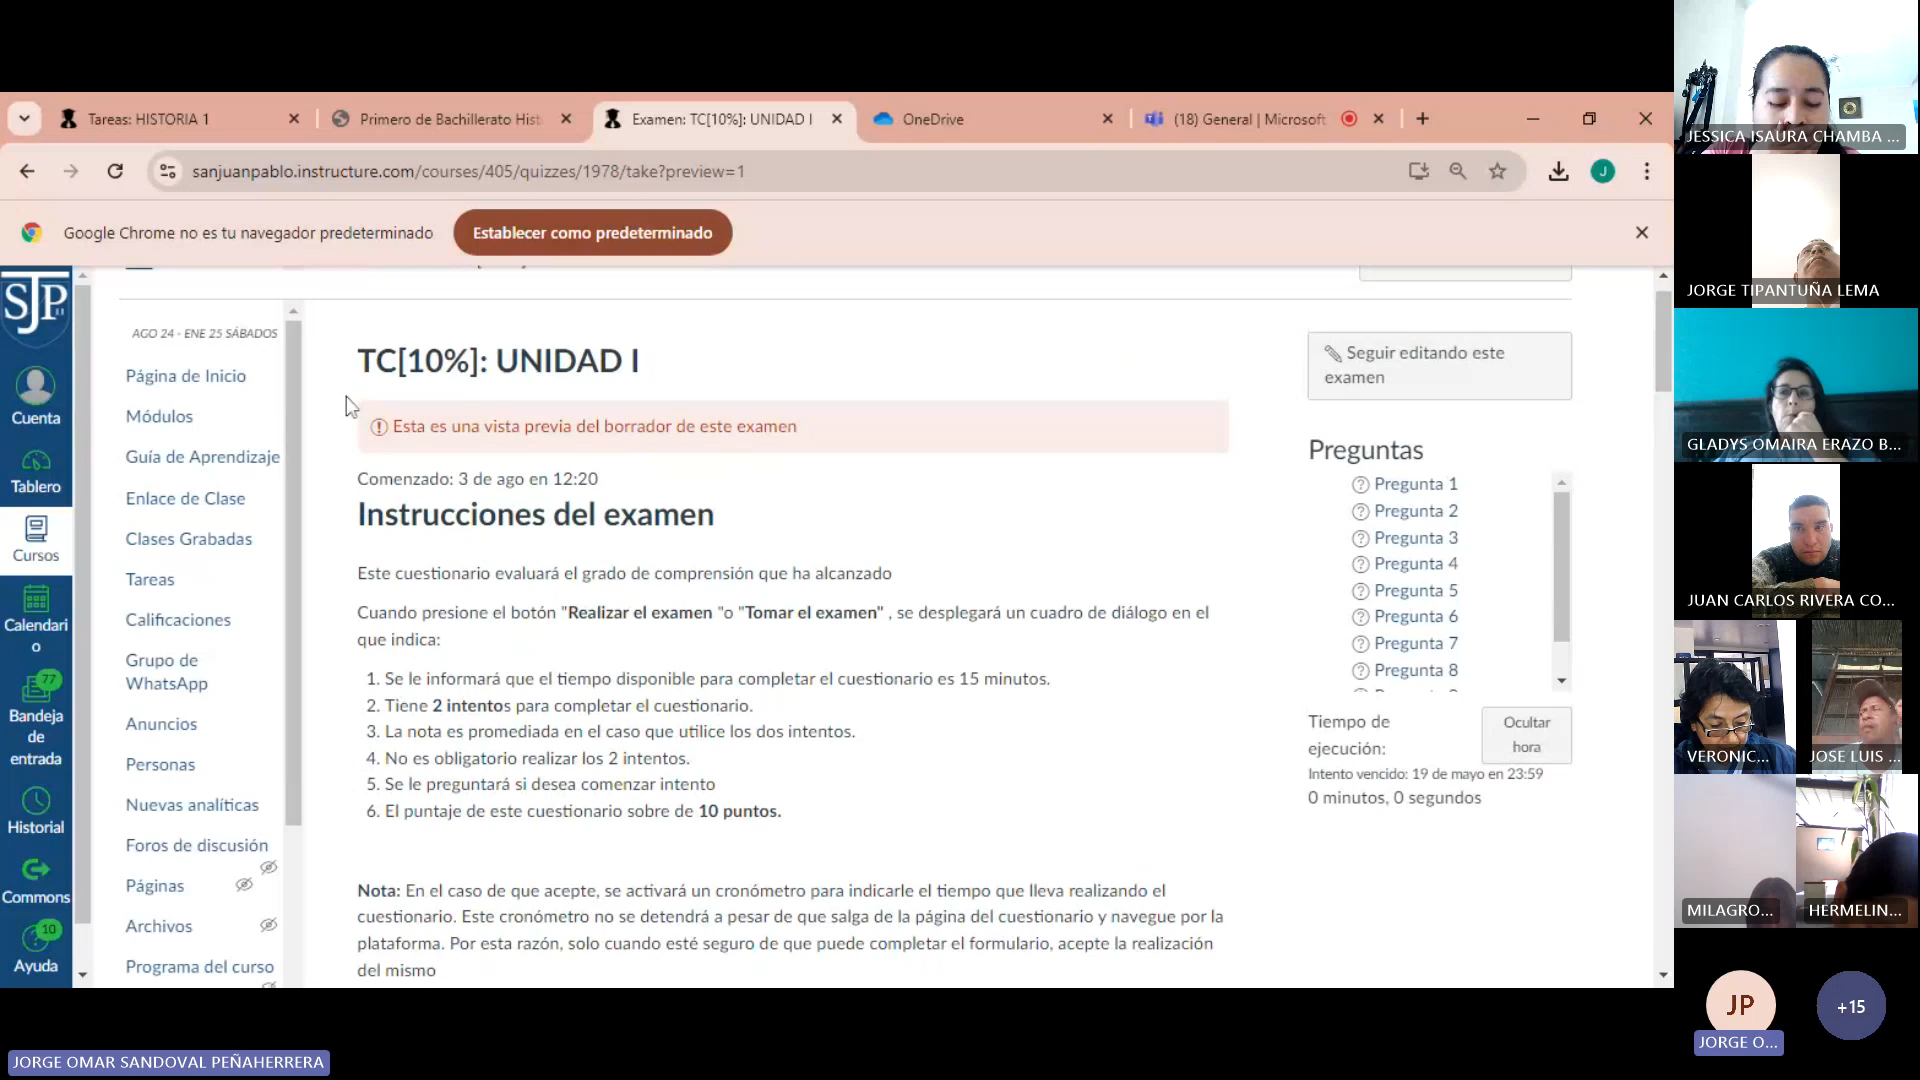 Tareas: HISTORIA 1
Primero de Bachillerato Hist
Examen: TC[10%]: UNIDAD I
OneDrive
(18) General | Microsoft
sanjuanpablo.instructure.com/courses/405/quizzes/1978/take?preview=1
J
Google Chrome no es tu navegador predeterminado
Establecer como predeterminado
SJP II
Cuenta
Tablero
Cursos
Calendari
o
77
Bandeja
de
entrada
Historial
Commons
10
Ayuda
AGO 24 - ENE 25 SÁBADOS
Página de Inicio
Módulos
Guía de Aprendizaje
Enlace de Clase
Clases Grabadas
Tareas
Calificaciones
Grupo de
WhatsApp
Anuncios
Personas
Nuevas analíticas
Foros de discusión
Páginas
Archivos
Programa del curso
TC[10%]: UNIDAD I
Esta es una vista previa del borrador de este examen
Comenzado: 3 de ago en 12:20
Instrucciones del examen
Este cuestionario evaluará el grado de comprensión que ha alcanzado
Cuando presione el botón "Realizar el examen "o "Tomar el examen" , se desplegará un cuadro de diálogo en el
que indica:
1. Se le informará que el tiempo disponible para completar el cuestionario es 15 minutos.
2. Tiene 2 intentos para completar el cuestionario.
3. La nota es promediada en el caso que utilice los dos intentos.
4. No es obligatorio realizar los 2 intentos.
5. Se le preguntará si desea comenzar intento
6. El puntaje de este cuestionario sobre de 10 puntos.
Nota: En el caso de que acepte, se activará un cronómetro para indicarle el tiempo que lleva realizando el
cuestionario. Este cronómetro no se detendrá a pesar de que salga de la página del cuestionario y navegue por la
plataforma. Por esta razón, solo cuando esté seguro de que puede completar el formulario, acepte la realización
del mismo
Seguir editando este
examen
Preguntas
Pregunta 1
Pregunta 2
Pregunta 3
Pregunta 4
Pregunta 5
Pregunta 6
Pregunta 7
Pregunta 8
Tiempo de
ejecución:
Ocultar
hora
Intento vencido: 19 de mayo en 23:59
0 minutos, 0 segundos
JESSICA ISAURA CHAMBA ...
JORGE TIPANTUÑA LEMA
GLADYS OMAIRA ERAZO B...
JUAN CARLOS RIVERA CO...
VERONIC...
JOSE LUIS ...
MILAGRO...
HERMELIN...
JP
+15
JORGE O...
JORGE OMAR SANDOVAL PEÑAHERRERA